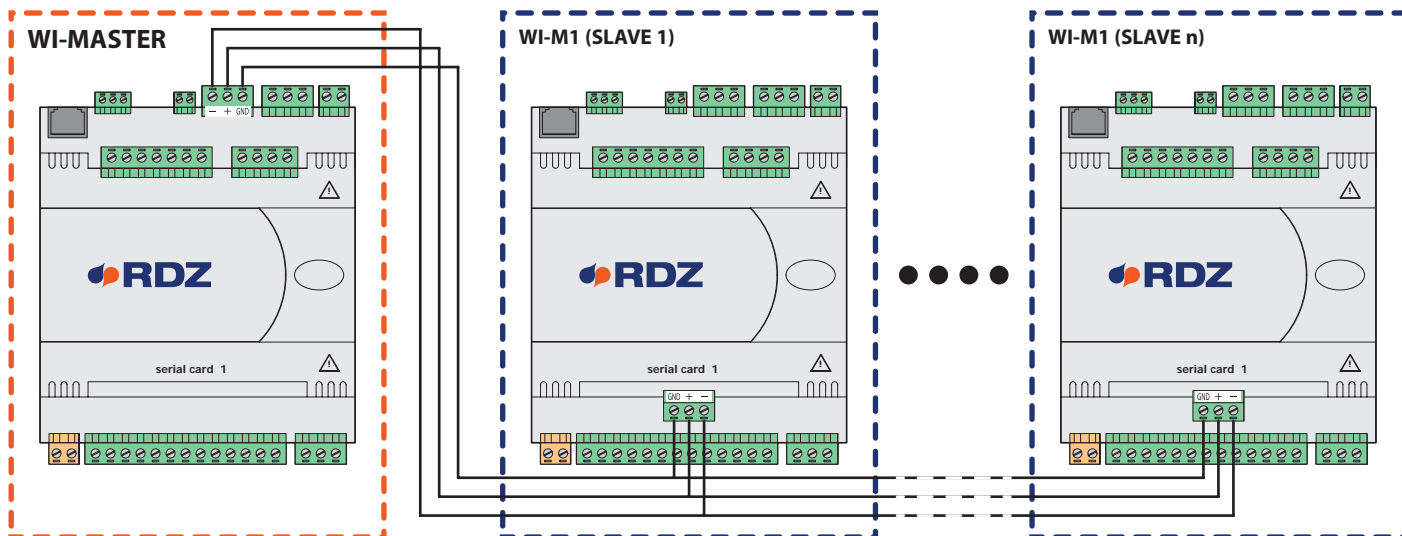 WI-MASTER
− + GND
RDZ
serial card 1
WI-M1 (SLAVE 1)
RDZ
serial card 1
GND + −
WI-M1 (SLAVE n)
RDZ
serial card 1
GND + −